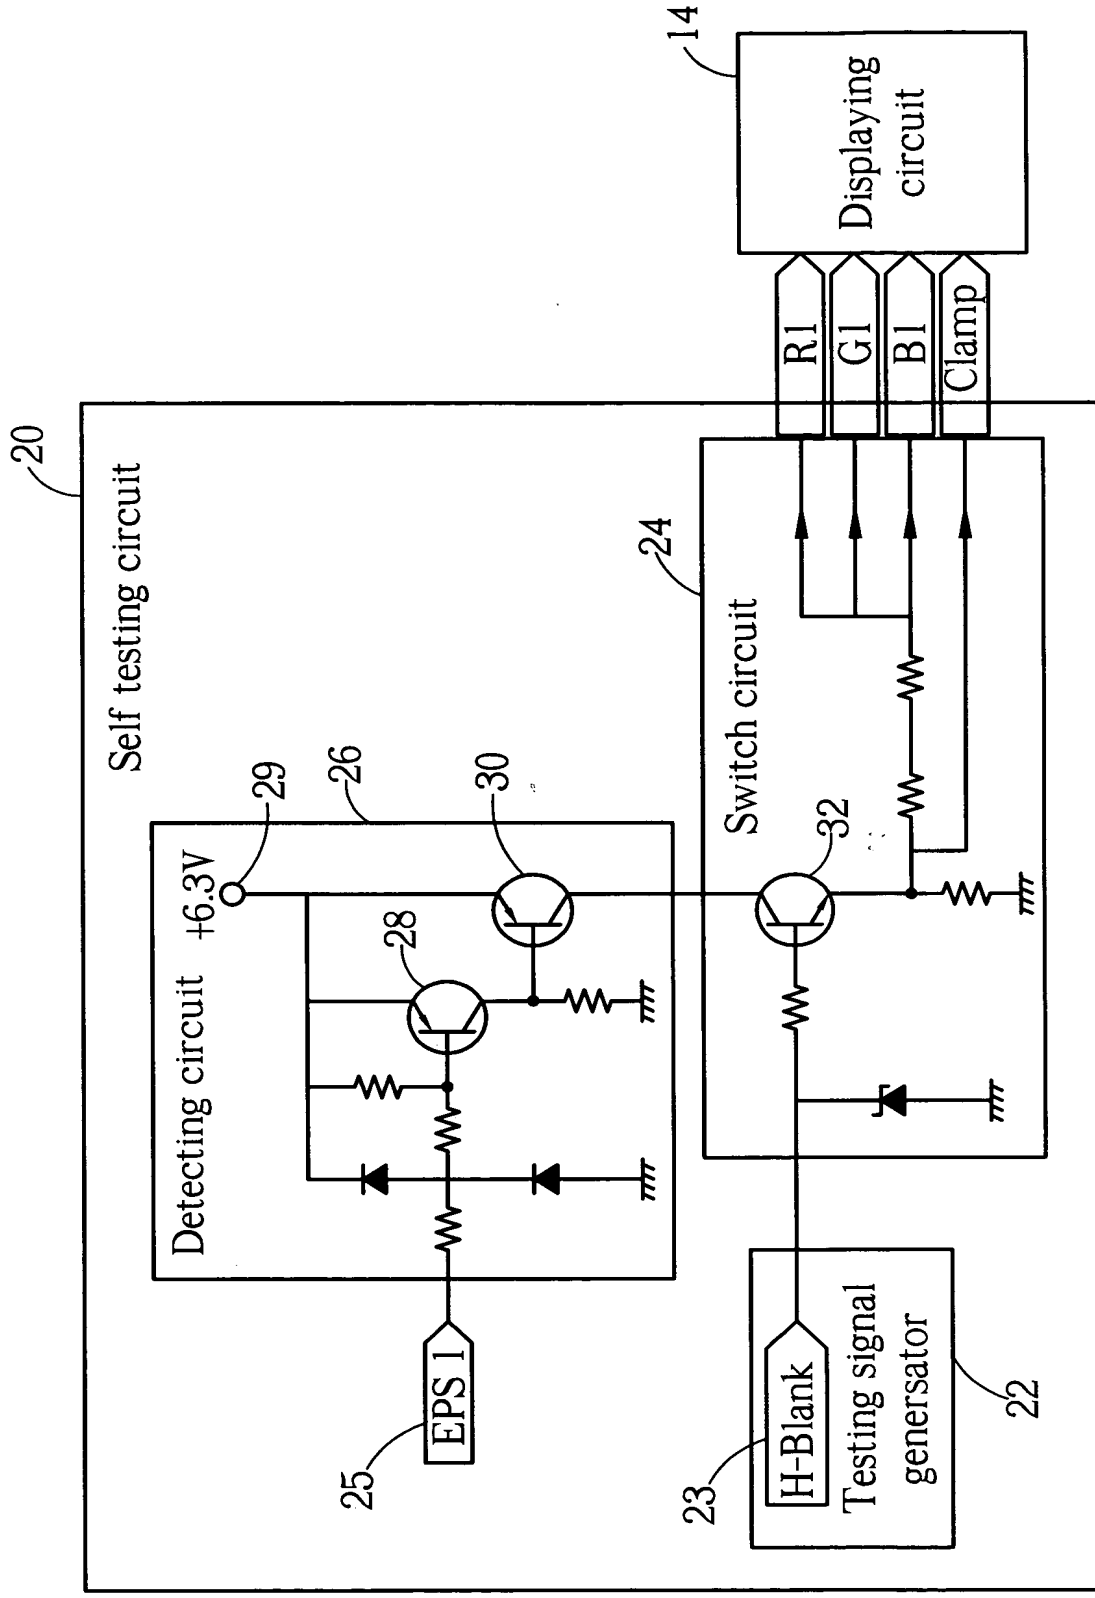 20
Self testing circuit
Detecting circuit
+6.3V
29
26
28
30
25
EPS 1
24
Switch circuit
32
23
H-Blank
Testing signal
genersator
22
R1
G1
B1
Clamp
14
Displaying
circuit